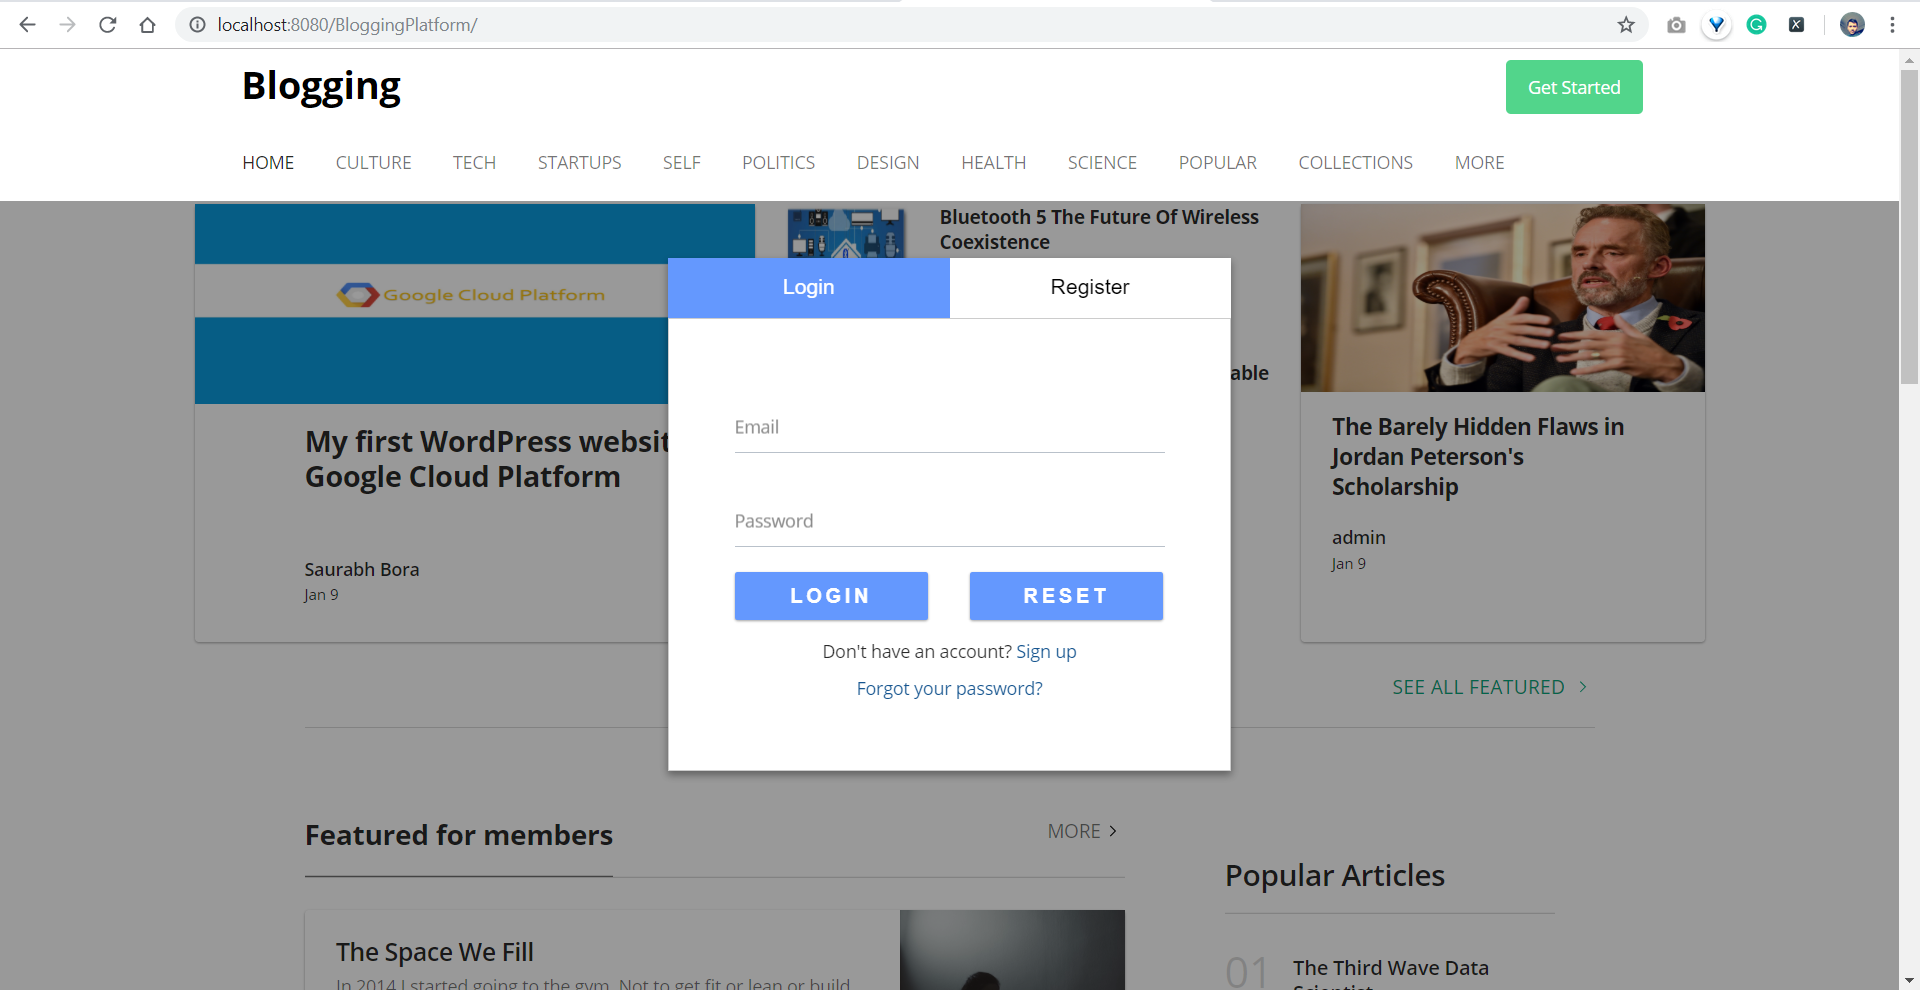 localhost:8080/BloggingPlatform/
Blogging
Get Started
HOME CULTURE TECH STARTUPS SELF POLITICS DESIGN HEALTH SCIENCE POPULAR COLLECTIONS MORE
Google Cloud Platform
My first WordPress websit
Google Cloud Platform
Saurabh Bora
Jan 9
Bluetooth 5 The Future Of Wireless
Coexistence
able
Login Register
Email
Password
LOGIN RESET
Don't have an account? Sign up
Forgot your password?
The Barely Hidden Flaws in
Jordan Peterson's
Scholarship
admin
Jan 9
SEE ALL FEATURED
Featured for members
MORE
The Space We Fill
In 2014 I started going to the gym. Not to get fit or lean or build
Popular Articles
01
The Third Wave Data
Scientist